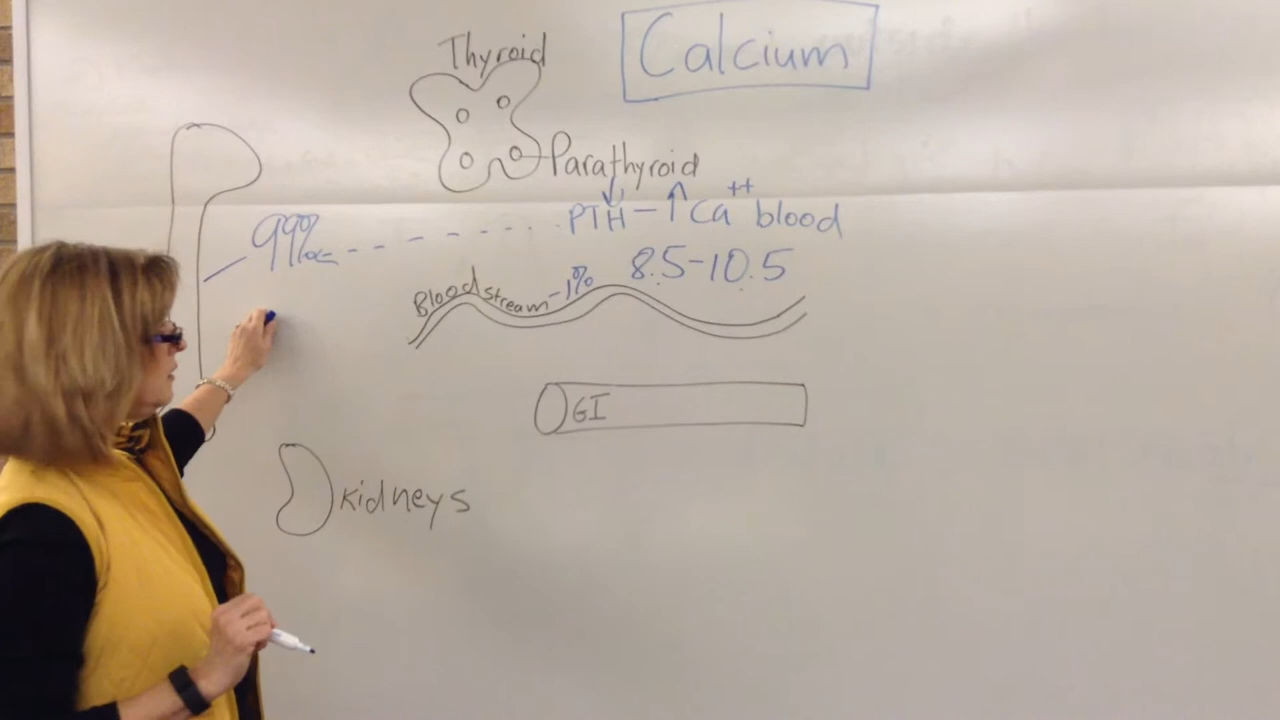 Calcium
Thyroid
Parathyroid
PTH - ↑ Ca++ blood
99%
8.5-10.5
Bloodstream - 1%
GI
kidneys